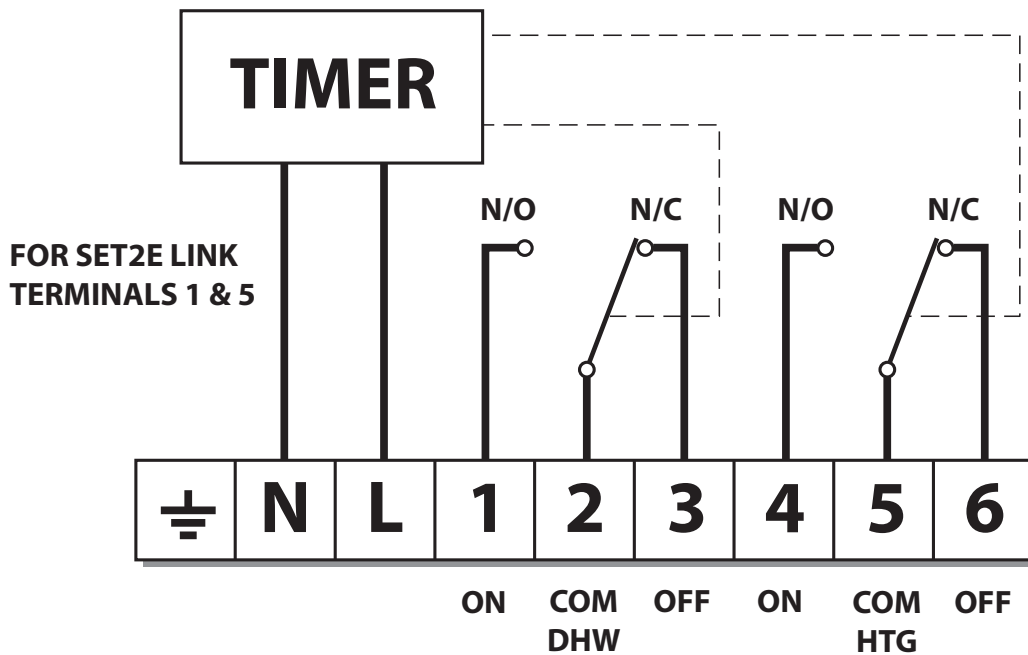 TIMER
N/O N/C N/O N/C
FOR SET2E LINK
TERMINALS 1 & 5
N L 1 2 3 4 5 6
ON COM OFF ON COM OFF
DHW HTG